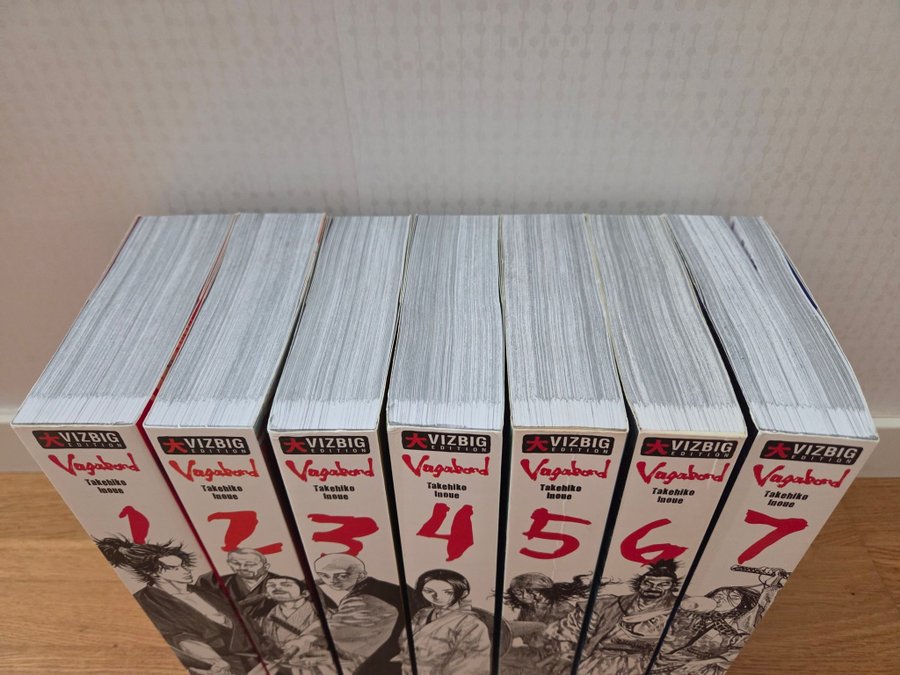 VIZBIG
EDITION
Vagabond
Takehiko
Inoue
1
VIZBIG
EDITION
Vagabond
Takehiko
Inoue
2
VIZBIG
EDITION
Vagabond
Takehiko
Inoue
3
VIZBIG
EDITION
Vagabond
Takehiko
Inoue
4
VIZBIG
EDITION
Vagabond
Takehiko
Inoue
5
VIZBIG
EDITION
Vagabond
Takehiko
Inoue
6
VIZBIG
EDITION
Vagabond
Takehiko
Inoue
7